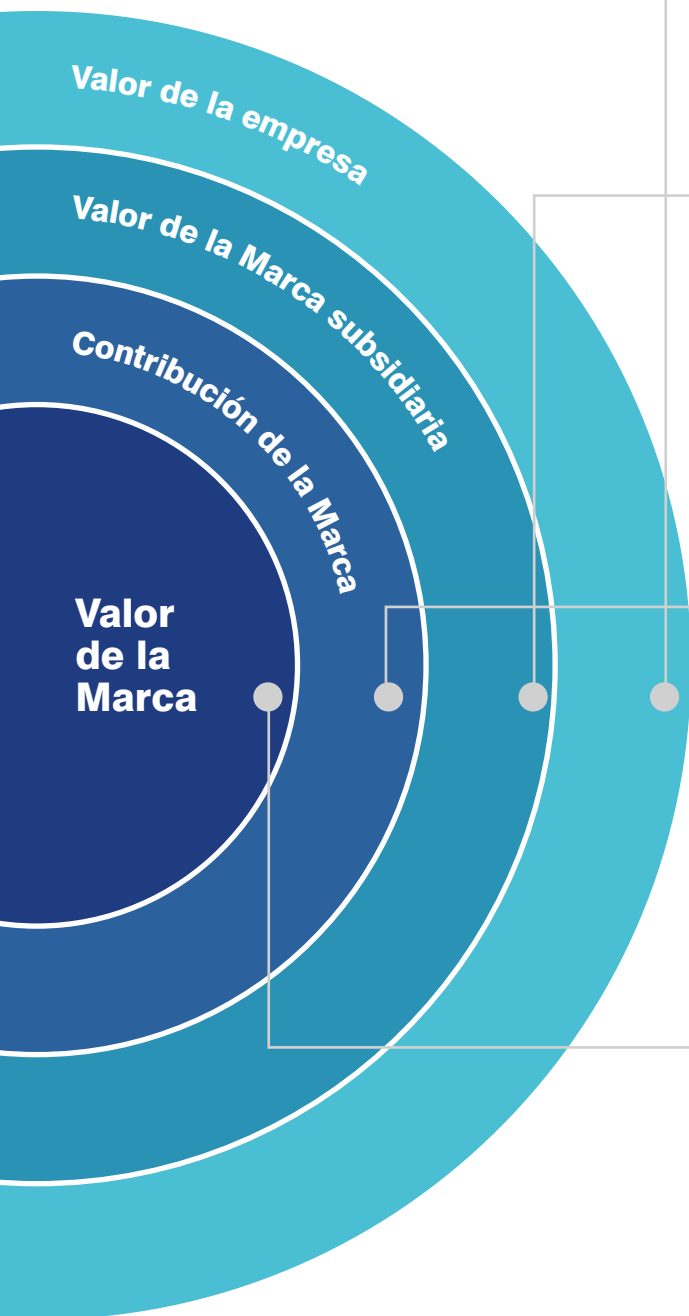 Valor de la empresa
Valor de la Marca subsidiaria
Contribución de la Marca
Valor
de la
Marca